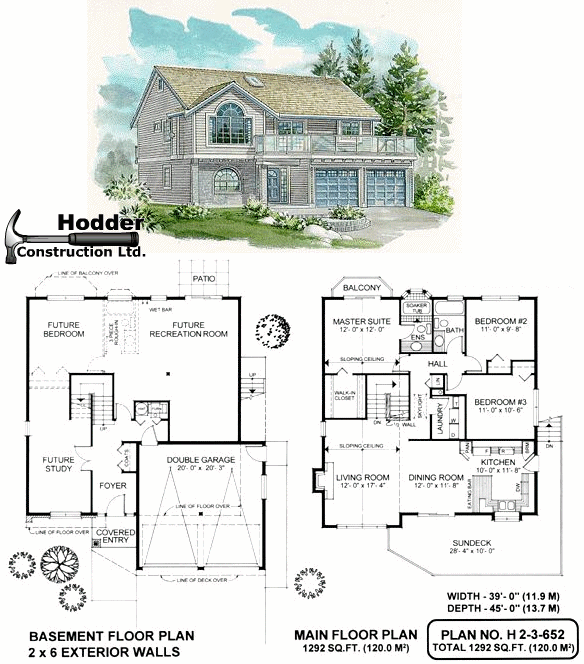 Hodder
Construction Ltd.
LINE OF BALCONY OVER
PATIO
WET BAR
FUTURE
BEDROOM
3 PIECE
ROUGH-IN
FUTURE
RECREATION ROOM
UP
UP
COATS
FUTURE
STUDY
FOYER
DOUBLE GARAGE
20'- 0" x 20'- 3"
LINE OF FLOOR OVER
LINE OF FLOOR OVER
COVERED
ENTRY
LINE OF DECK OVER
BASEMENT FLOOR PLAN
2 x 6 EXTERIOR WALLS
BALCONY
SOAKER
TUB
MASTER SUITE
12'- 0" x 12'- 0"
ENS
BATH
BEDROOM #2
11'- 0" x 9'- 8"
SLOPING CEILING
HALL
LIN
WALK-IN
CLOSET
DN
WALL
SKYLIGHT
LAUNDRY
W
D
BEDROOM #3
11'- 0" x 10'- 6"
DN
SLOPING CEILING
PAN
F
BRM
KITCHEN
10'- 0" x 11'- 8"
LIVING ROOM
12'- 0" x 17'- 4"
DINING ROOM
12'- 0" x 11'- 8"
EATING BAR
DW
SUNDECK
28'- 4" x 10'- 0"
WIDTH - 39'- 0" (11.9 M)
DEPTH - 45'- 0" (13.7 M)
MAIN FLOOR PLAN
1292 SQ.FT. (120.0 M²)
PLAN NO. H 2-3-652
TOTAL 1292 SQ.FT. (120.0 M²)